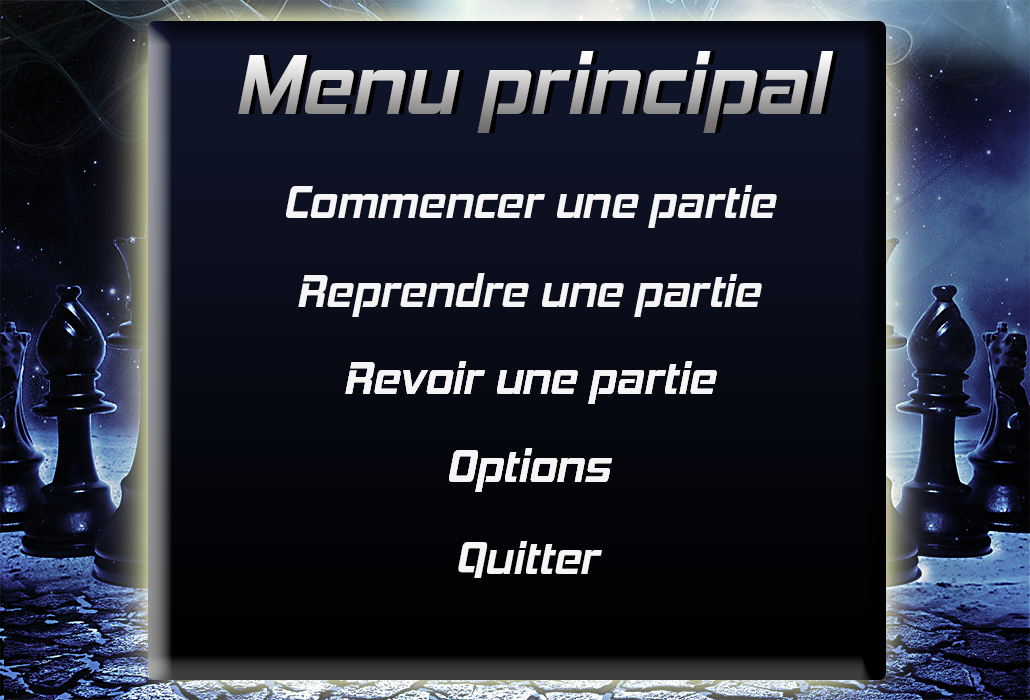 Menu principal
Commencer une partie
Reprendre une partie
Revoir une partie
Options
Quitter